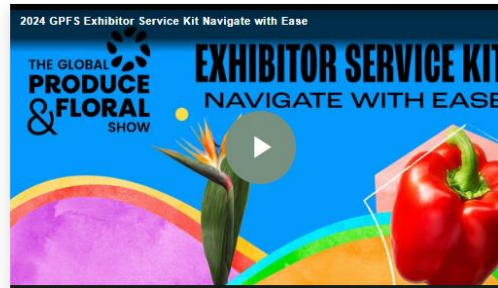 2024 GPFS Exhibitor Service Kit Navigate with Ease
THE GLOBAL
PRODUCE
& FLORAL
SHOW
EXHIBITOR SERVICE KIT
NAVIGATE WITH EASE